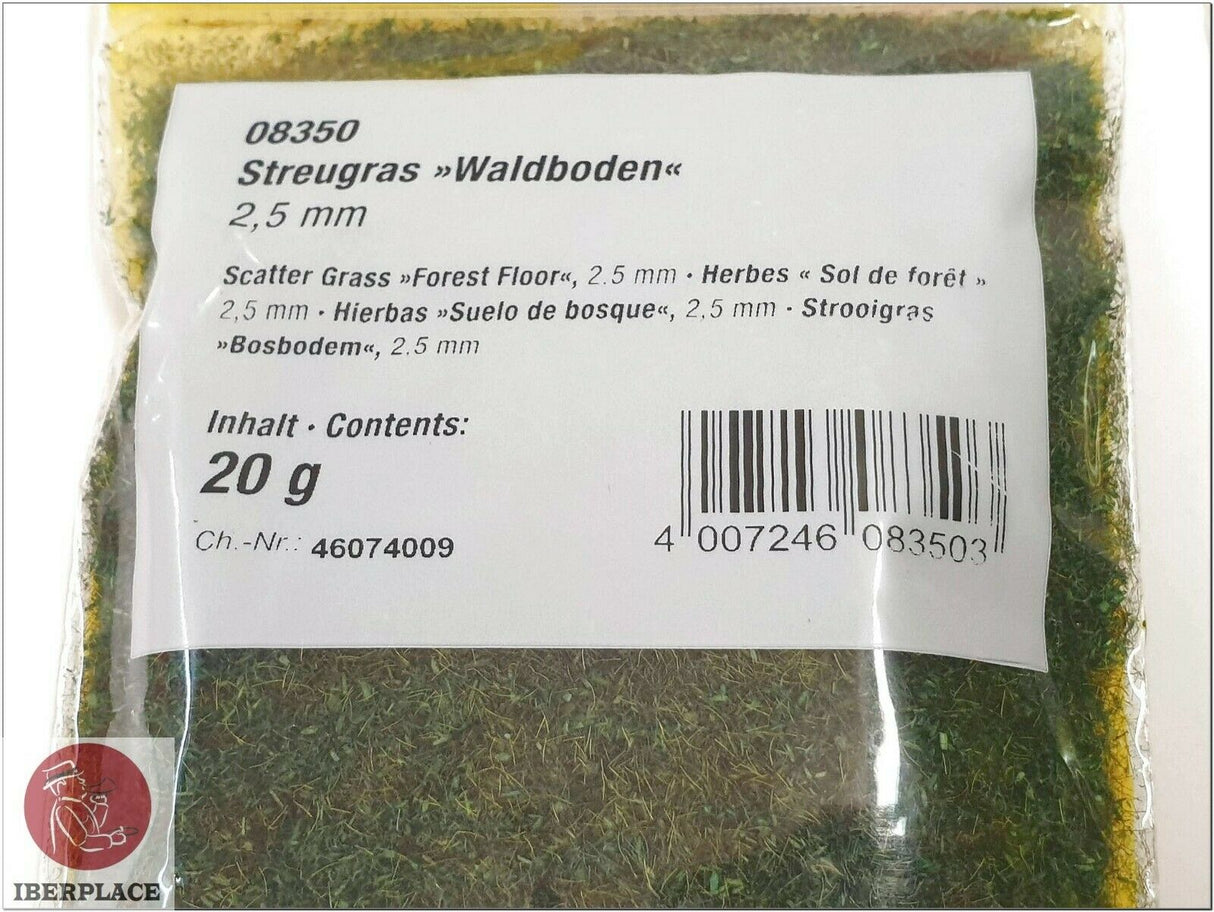 08350
Streugras »Waldboden«
2,5 mm
Scatter Grass »Forest Floor«, 2.5 mm · Herbes « Sol de forêt »
2,5 mm · Hierbas »Suelo de bosque«, 2,5 mm · Strooigras
»Bosbodem«, 2.5 mm
Inhalt · Contents:
20 g
Ch.-Nr.: 46074009
4 007246 083503
IBERPLACE